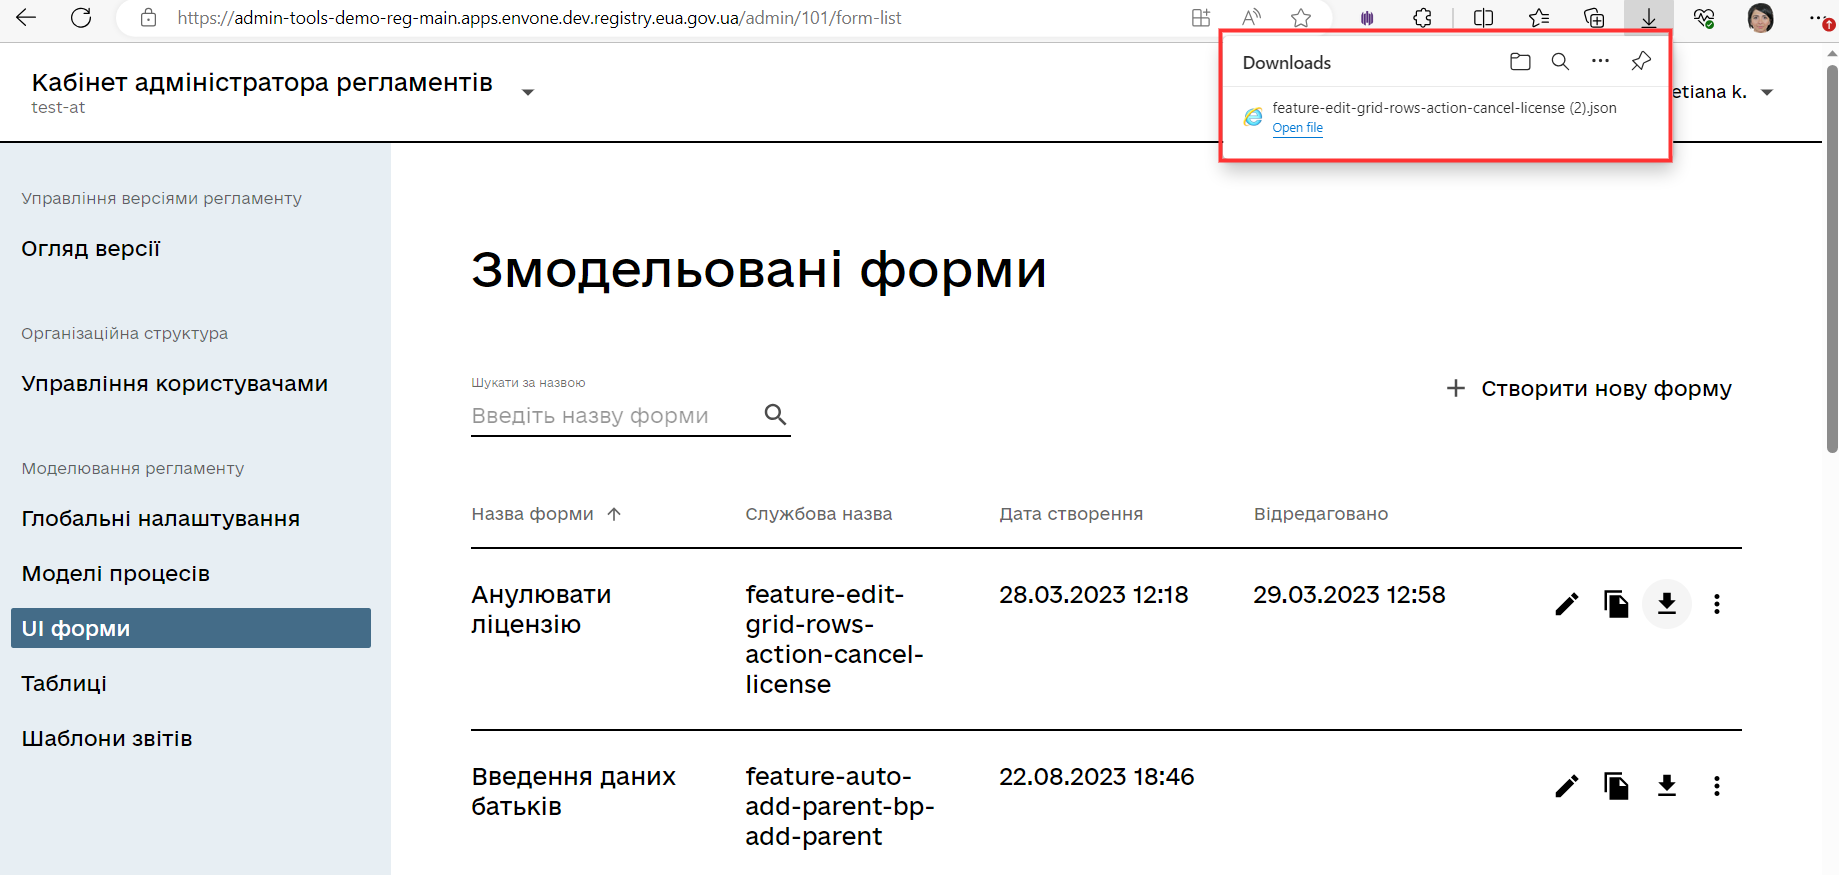 https://admin-tools-demo-reg-main.apps.envone.dev.registry.eua.gov.ua/admin/101/form-list
Кабінет адміністратора регламентів
test-at
Downloads
feature-edit-grid-rows-action-cancel-license (2).json
Open file
etiana k.
Управління версіями регламенту
Огляд версії
Організаційна структура
Управління користувачами
Моделювання регламенту
Глобальні налаштування
Моделі процесів
UI форми
Таблиці
Шаблони звітів
Змодельовані форми
Шукати за назвою
Введіть назву форми
+ Створити нову форму
Назва форми ↑ Службова назва Дата створення Відредаговано
Анулювати feature-edit- 28.03.2023 12:18 29.03.2023 12:58
ліцензію grid-rows-
action-cancel-
license
Введення даних feature-auto- 22.08.2023 18:46
батьків add-parent-bp-
add-parent